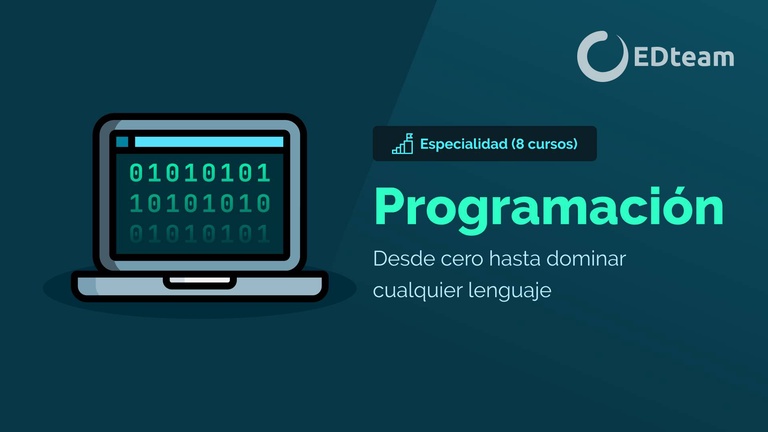 EDteam
Especialidad (8 cursos)
Programación
Desde cero hasta dominar
cualquier lenguaje
01010101
10101010
01010101